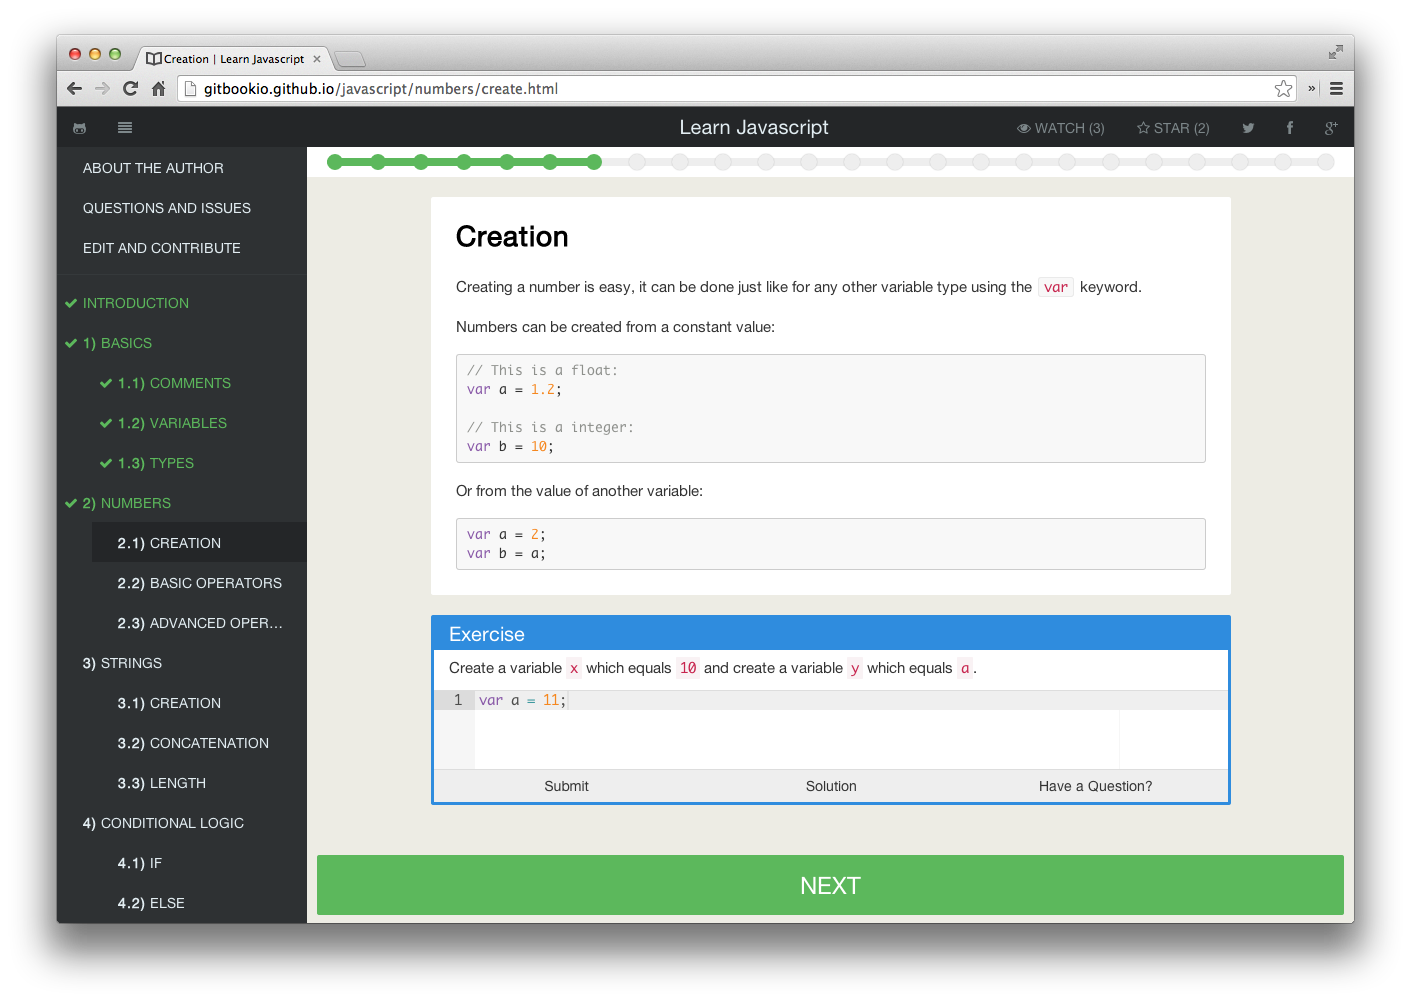 Creation | Learn Javascript
gitbookio.github.io/javascript/numbers/create.html
Learn Javascript
WATCH (3)
STAR (2)
ABOUT THE AUTHOR
QUESTIONS AND ISSUES
EDIT AND CONTRIBUTE
INTRODUCTION
1) BASICS
1.1) COMMENTS
1.2) VARIABLES
1.3) TYPES
2) NUMBERS
2.1) CREATION
2.2) BASIC OPERATORS
2.3) ADVANCED OPER...
3) STRINGS
3.1) CREATION
3.2) CONCATENATION
3.3) LENGTH
4) CONDITIONAL LOGIC
4.1) IF
4.2) ELSE
Creation
Creating a number is easy, it can be done just like for any other variable type using the var keyword.
Numbers can be created from a constant value:
// This is a float:
var a = 1.2;
// This is a integer:
var b = 10;
Or from the value of another variable:
var a = 2;
var b = a;
Exercise
Create a variable x which equals 10 and create a variable y which equals a.
1 var a = 11;
Submit
Solution
Have a Question?
NEXT